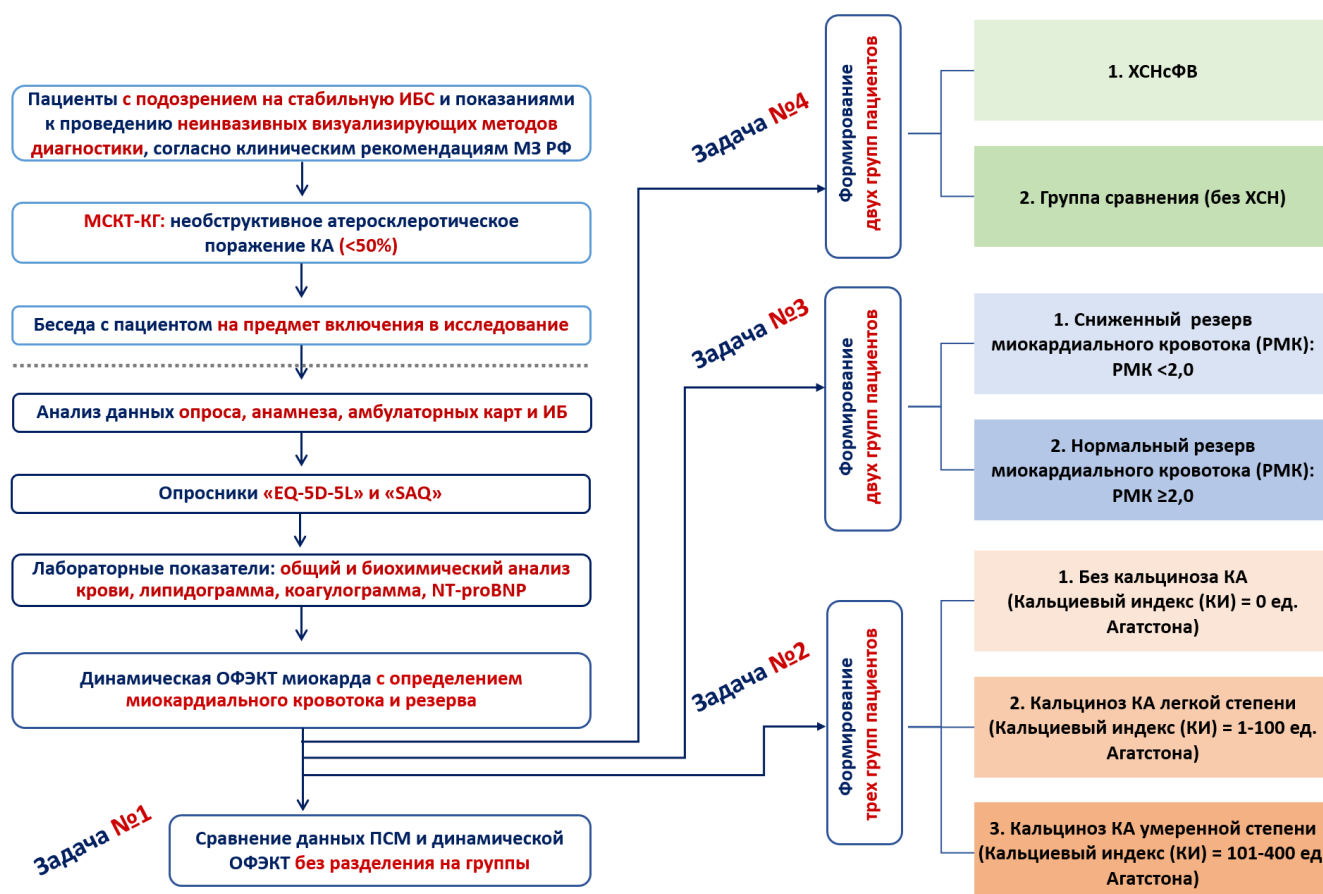 Пациенты с подозрением на стабильную ИБС и показаниями
к проведению неинвазивных визуализирующих методов
диагностики, согласно клиническим рекомендациям МЗ РФ
МСКТ-КГ: необструктивное атеросклеротическое
поражение КА (<50%)
Беседа с пациентом на предмет включения в исследование
Анализ данных опроса, анамнеза, амбулаторных карт и ИБ
Опросники «EQ-5D-5L» и «SAQ»
Лабораторные показатели: общий и биохимический анализ
крови, липидограмма, коагулограмма, NT-proBNP
Динамическая ОФЭКТ миокарда с определением
миокардиального кровотока и резерва
Задача №1
Сравнение данных ПСМ и динамической
ОФЭКТ без разделения на группы
Задача №4
Формирование
двух групп пациентов
1. ХСНсФВ
2. Группа сравнения (без ХСН)
Задача №3
Формирование
двух групп пациентов
1. Сниженный резерв
миокардиального кровотока (РМК):
РМК <2,0
2. Нормальный резерв
миокардиального кровотока (РМК):
РМК ≥2,0
Задача №2
Формирование
трех групп пациентов
1. Без кальциноза КА
(Кальциевый индекс (КИ) = 0 ед.
Агатстона)
2. Кальциноз КА легкой степени
(Кальциевый индекс (КИ) = 1-100 ед.
Агатстона)
3. Кальциноз КА умеренной степени
(Кальциевый индекс (КИ) = 101-400 ед
Агатстона)